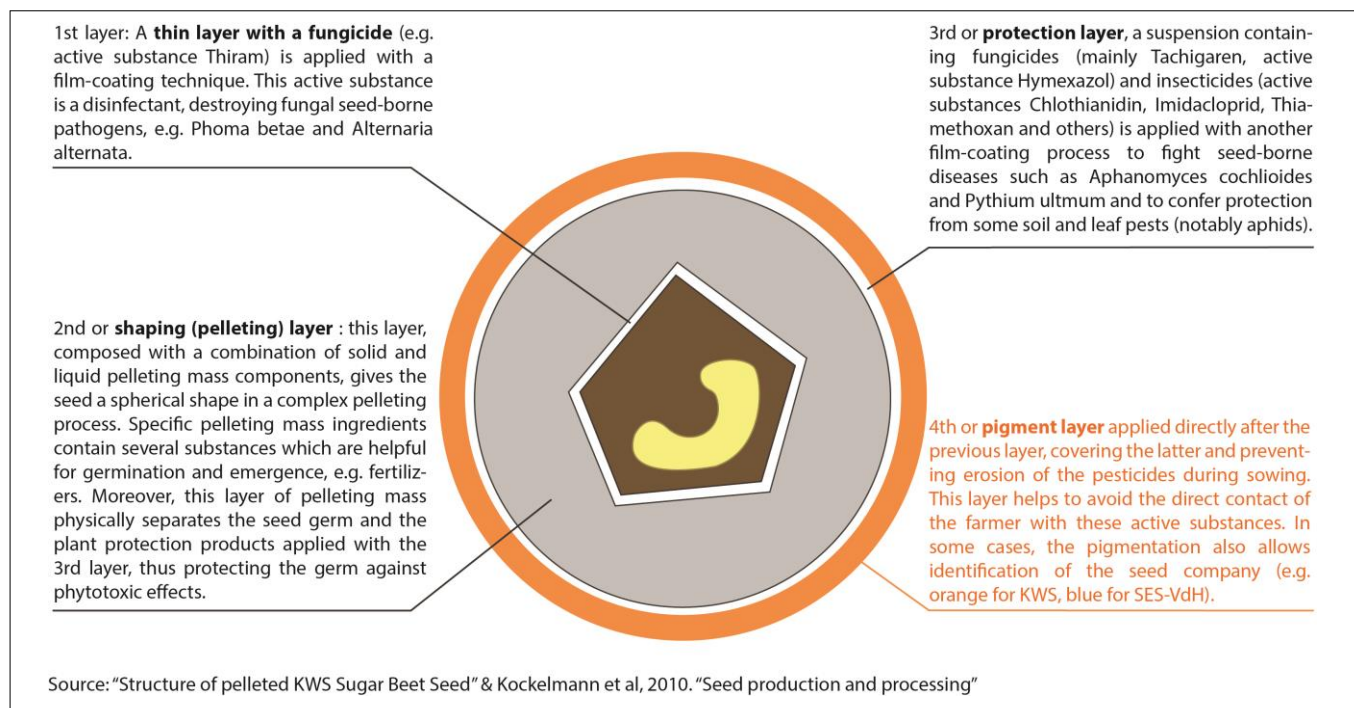 1st layer: A thin layer with a fungicide (e.g.
active substance Thiram) is applied with a
film-coating technique. This active substance
is a disinfectant, destroying fungal seed-borne
pathogens, e.g. Phoma betae and Alternaria
alternata.
2nd or shaping (pelleting) layer : this layer,
composed with a combination of solid and
liquid pelleting mass components, gives the
seed a spherical shape in a complex pelleting
process. Specific pelleting mass ingredients
contain several substances which are helpful
for germination and emergence, e.g. fertiliz-
ers. Moreover, this layer of pelleting mass
physically separates the seed germ and the
plant protection products applied with the
3rd layer, thus protecting the germ against
phytotoxic effects.
3rd or protection layer, a suspension contain-
ing fungicides (mainly Tachigaren, active
substance Hymexazol) and insecticides (active
substances Chlothianidin, Imidacloprid, Thia-
methoxan and others) is applied with another
film-coating process to fight seed-borne
diseases such as Aphanomyces cochlioides
and Pythium ultmum and to confer protection
from some soil and leaf pests (notably aphids).
4th or pigment layer applied directly after the
previous layer, covering the latter and prevent-
ing erosion of the pesticides during sowing.
This layer helps to avoid the direct contact of
the farmer with these active substances. In
some cases, the pigmentation also allows
identification of the seed company (e.g.
orange for KWS, blue for SES-VdH).
Source: “Structure of pelleted KWS Sugar Beet Seed” & Kockelmann et al, 2010. “Seed production and processing”